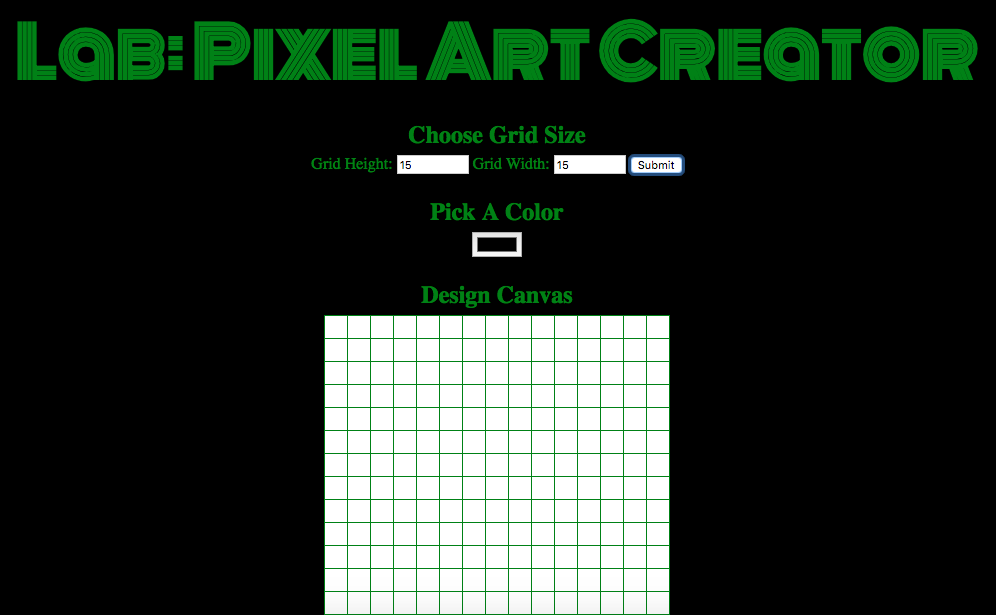 Lab: Pixel Art Creator
Choose Grid Size
Grid Height: 15 Grid Width: 15 Submit
Pick A Color
Design Canvas